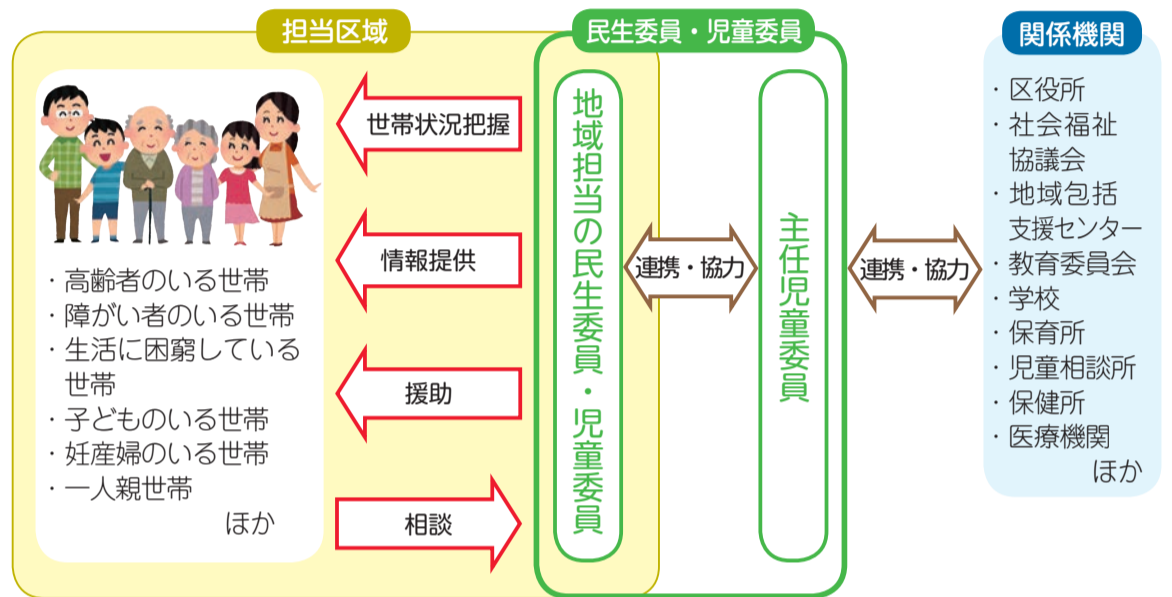 担当区域
・高齢者のいる世帯
・障がい者のいる世帯
・生活に困窮している
世帯
・子どものいる世帯
・妊産婦のいる世帯
・一人親世帯
ほか
世帯状況把握
情報提供
援助
相談
民生委員・児童委員
地域担当の民生委員・児童委員
連携・協力
主任児童委員
連携・協力
関係機関
・区役所
・社会福祉
協議会
・地域包括
支援センター
・教育委員会
・学校
・保育所
・児童相談所
・保健所
・医療機関
ほか